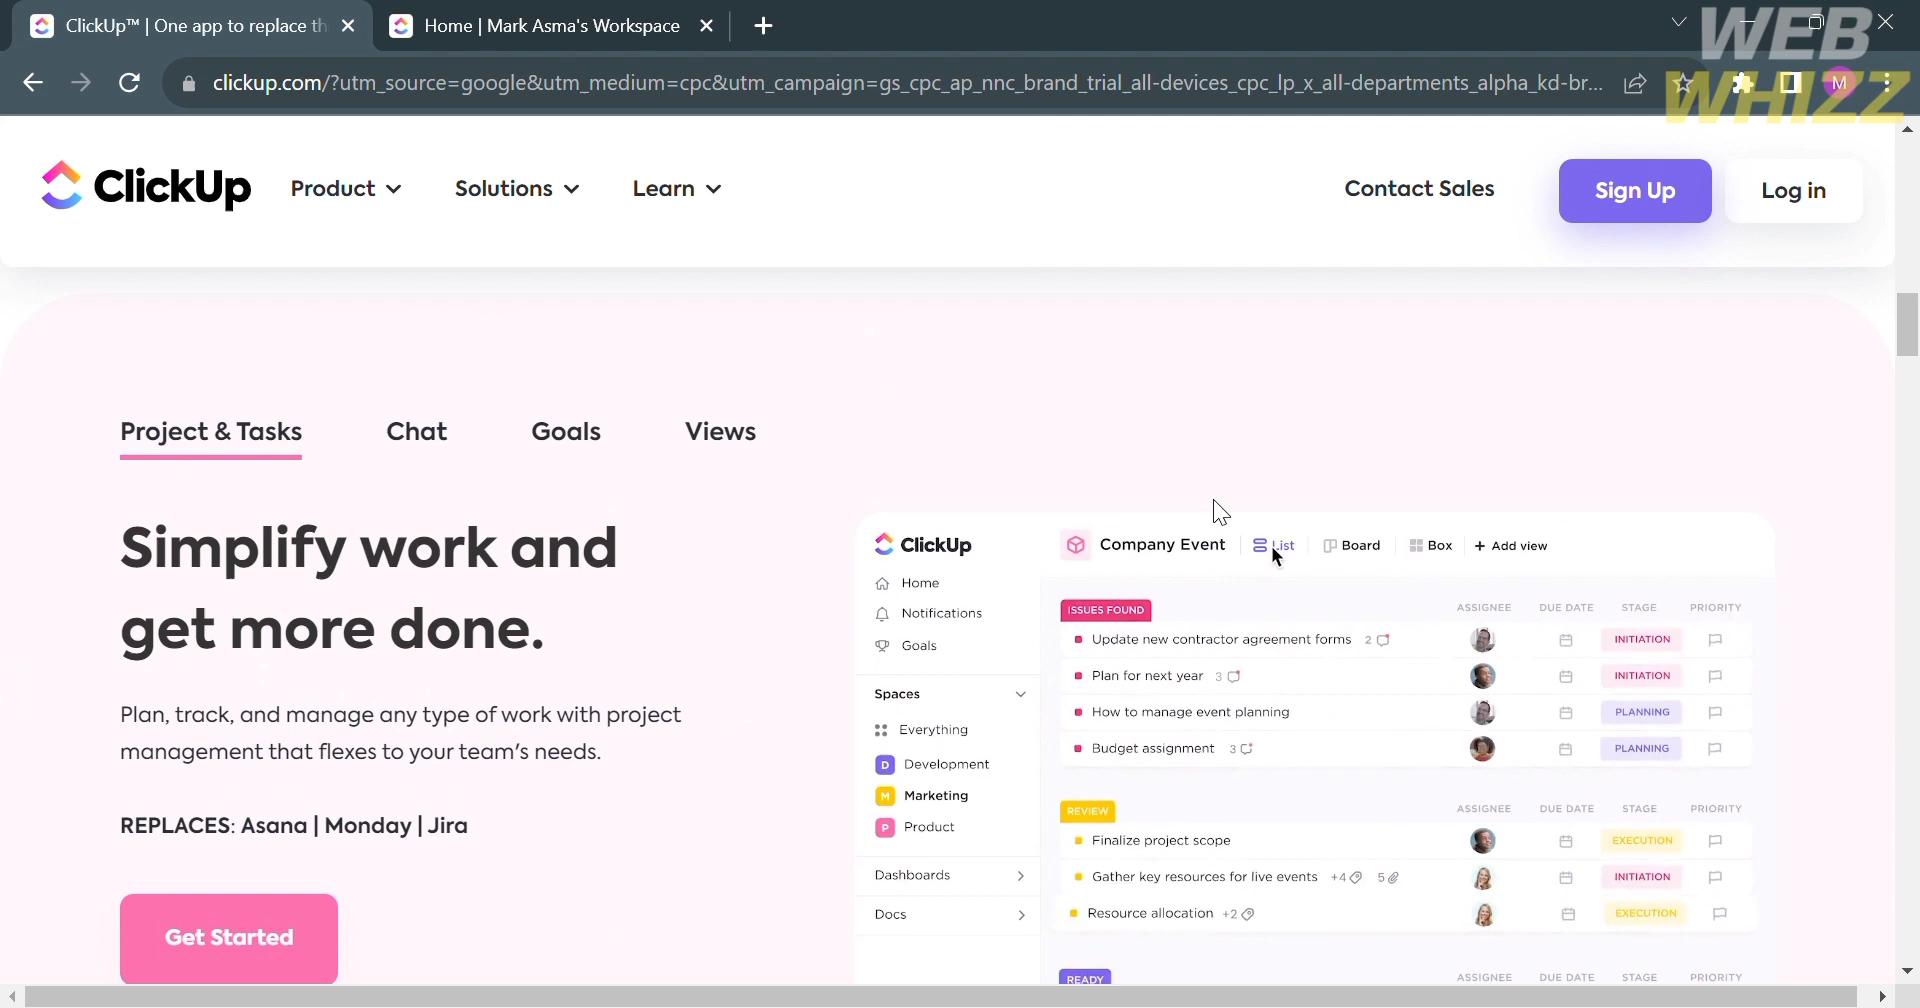 ClickUp™ | One app to replace th
Home | Mark Asma's Workspace
WEB
WHIZZ
clickup.com/?utm_source=google&utm_medium=cpc&utm_campaign=gs_cpc_ap_nnc_brand_trial_all-devices_cpc_lp_x_all-departments_alpha_kd-br...
M
ClickUp
Product
Solutions
Learn
Contact Sales
Sign Up
Log in
Project & Tasks
Chat
Goals
Views
Simplify work and
get more done.
Plan, track, and manage any type of work with project
management that flexes to your team's needs.
REPLACES: Asana | Monday | Jira
Get Started
ClickUp
Home
Notifications
Goals
Spaces
Everything
D Development
M Marketing
P Product
Dashboards
Docs
Company Event
List
Board
Box
+ Add view
ISSUES FOUND ASSIGNEE DUE DATE STAGE PRIORITY
Update new contractor agreement forms 2 INITIATION
Plan for next year 3 INITIATION
How to manage event planning PLANNING
Budget assignment 3 PLANNING
REVIEW ASSIGNEE DUE DATE STAGE PRIORITY
Finalize project scope EXECUTION
Gather key resources for live events +4 5 INITIATION
Resource allocation +2 EXECUTION
READY ASSIGNEE DUE DATE STAGE PRIORITY